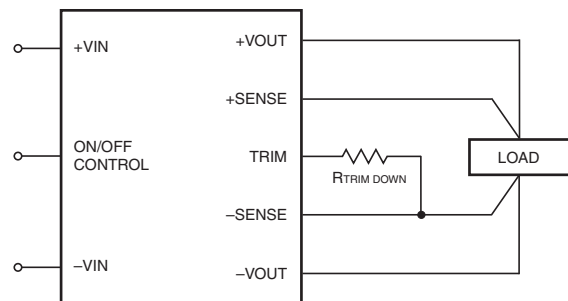 +VIN
ON/OFF
CONTROL
–VIN
+VOUT
+SENSE
TRIM
–SENSE
–VOUT
RTRIM DOWN
LOAD